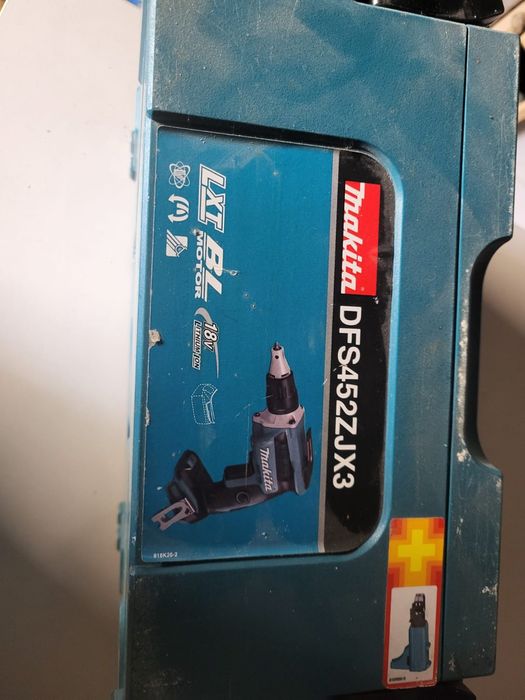 Makita DFS452ZJX3
LXT BL
MOTOR
18V
LITHIUM ION
makita
818K26-2